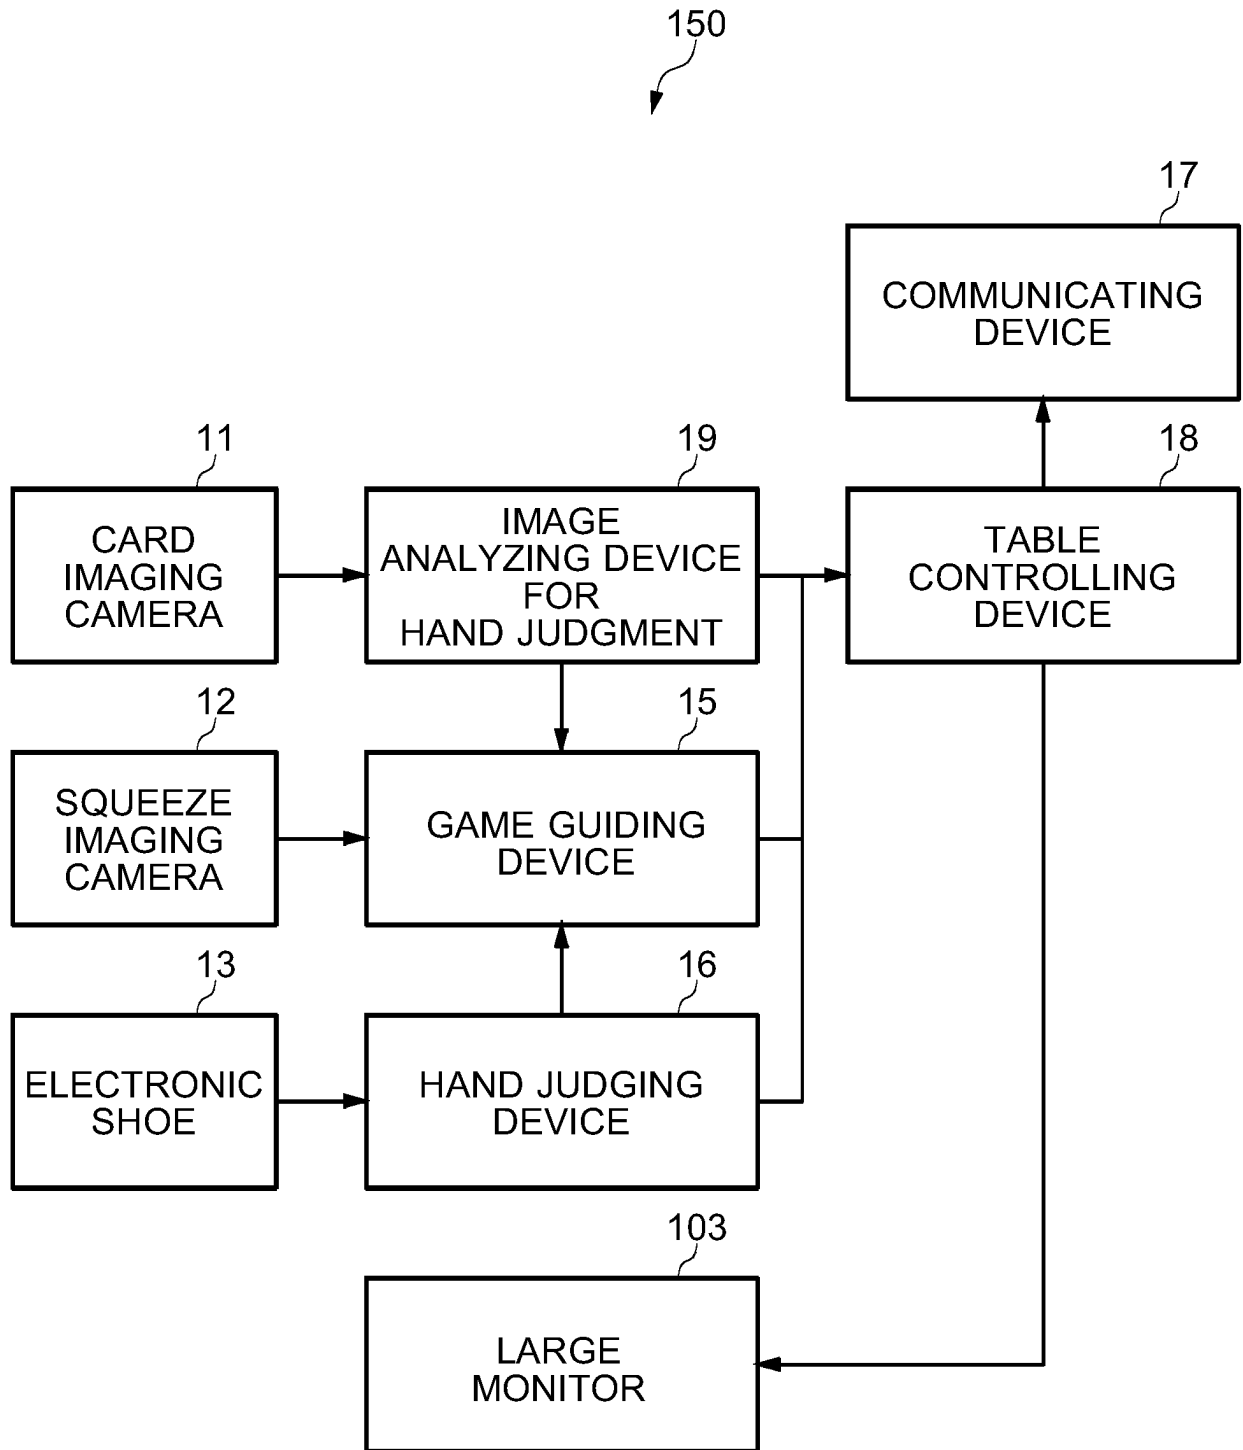 150
17
COMMUNICATING
DEVICE
11
CARD
IMAGING
CAMERA
19
IMAGE
ANALYZING DEVICE
FOR
HAND JUDGMENT
18
TABLE
CONTROLLING
DEVICE
12
SQUEEZE
IMAGING
CAMERA
15
GAME GUIDING
DEVICE
13
ELECTRONIC
SHOE
16
HAND JUDGING
DEVICE
103
LARGE
MONITOR